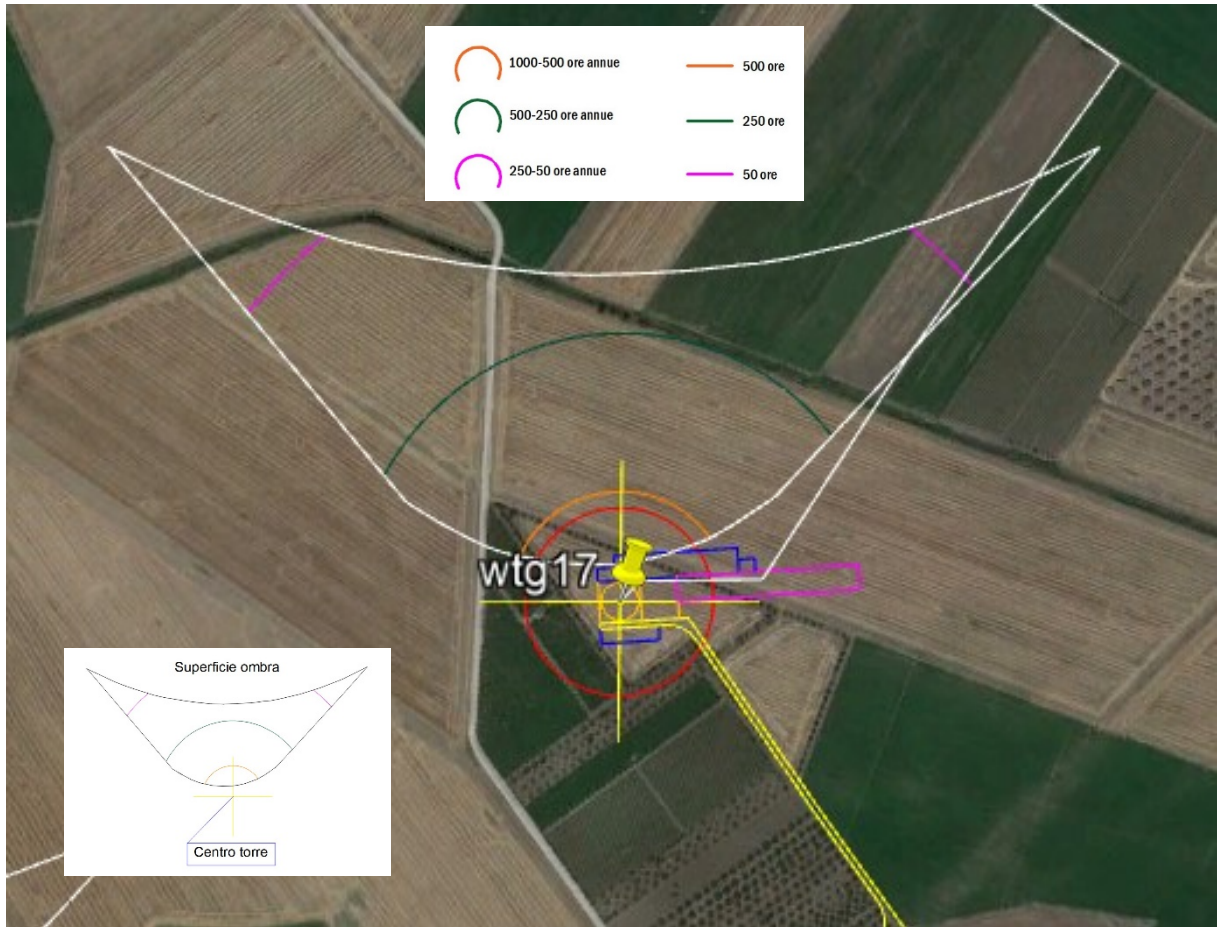 1000-500 ore annue
500 ore
500-250 ore annue
250 ore
250-50 ore annue
50 ore
wtg17
Superficie ombra
Centro torre